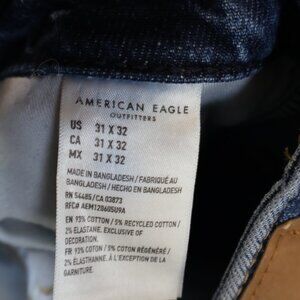 AMERICAN EAGLE
OUTFITTERS
US 31 X 32
CA 31 X 32
MX 31 X 32
MADE IN BANGLADESH / FABRIQUÉ AU
BANGLADESH / HECHO EN BANGLADESH
RN 54485/CA 03873
RFC# AEM120605U9A
EN 93% COTTON / 5% RECYCLED COTTON /
2% ELASTANE. EXCLUSIVE OF
DECORATION.
FR 93% COTON / 5% COTON RÉGÉNÉRÉ /
2% ÉLASTHANNE. À L'EXCEPTION DE LA
GARNITURE.